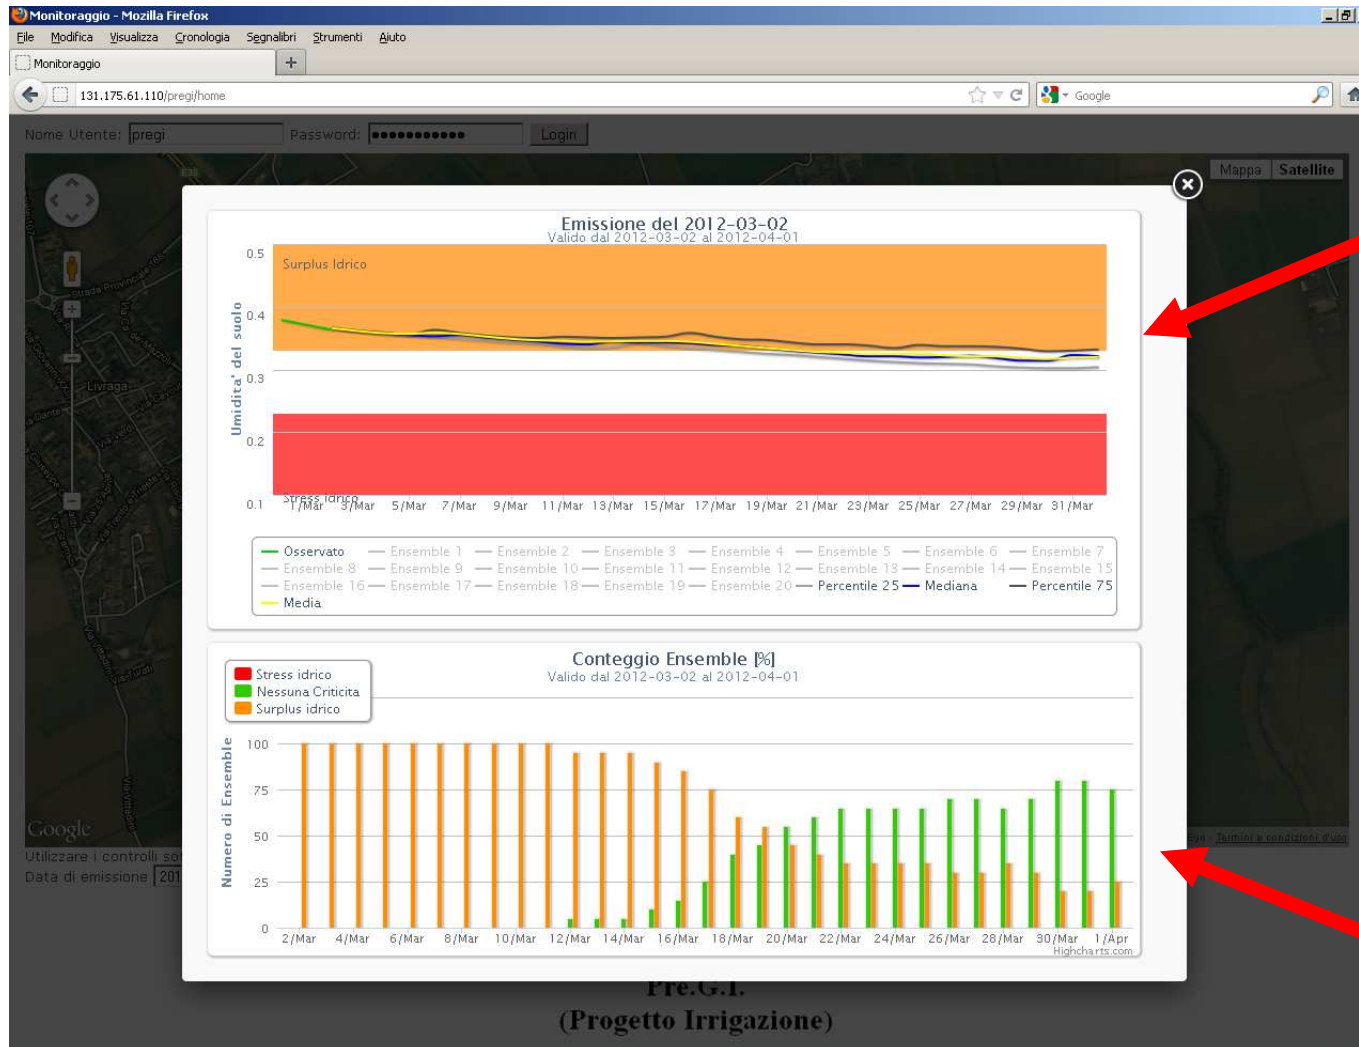 Monitoraggio - Mozilla Firefox
File Modifica Visualizza Cronologia Segnalibri Strumenti Aiuto
Monitoraggio
131.175.61.110/pregi/home Google
Nome Utente: pregi Password: Login
Mappa Satellite
Emissione del 2012-03-02
Valido dal 2012-03-02 al 2012-04-01
Surplus Idrico
Umidita' del suolo
0.5
0.4
0.3
0.2
0.1
Stress idrico
1/Mar 3/Mar 5/Mar 7/Mar 9/Mar 11/Mar 13/Mar 15/Mar 17/Mar 19/Mar 21/Mar 23/Mar 25/Mar 27/Mar 29/Mar 31/Mar
Osservato Ensemble 1 Ensemble 2 Ensemble 3 Ensemble 4 Ensemble 5 Ensemble 6 Ensemble 7
Ensemble 8 Ensemble 9 Ensemble 10 Ensemble 11 Ensemble 12 Ensemble 13 Ensemble 14 Ensemble 15
Ensemble 16 Ensemble 17 Ensemble 18 Ensemble 19 Ensemble 20 Percentile 25 Mediana Percentile 75
Media
Livraga
Strada Provinciale 168
Conteggio Ensemble [%]
Valido dal 2012-03-02 al 2012-04-01
Stress idrico
Nessuna Criticita
Surplus idrico
Numero di Ensemble
100
75
50
25
0
2/Mar 4/Mar 6/Mar 8/Mar 10/Mar 12/Mar 14/Mar 16/Mar 18/Mar 20/Mar 22/Mar 24/Mar 26/Mar 28/Mar 30/Mar 1/Apr
Highcharts.com
Google
Termini e condizioni d'uso
Utilizzare i controlli
Data di emissione 201
Pre.G.I.
(Progetto Irrigazione)